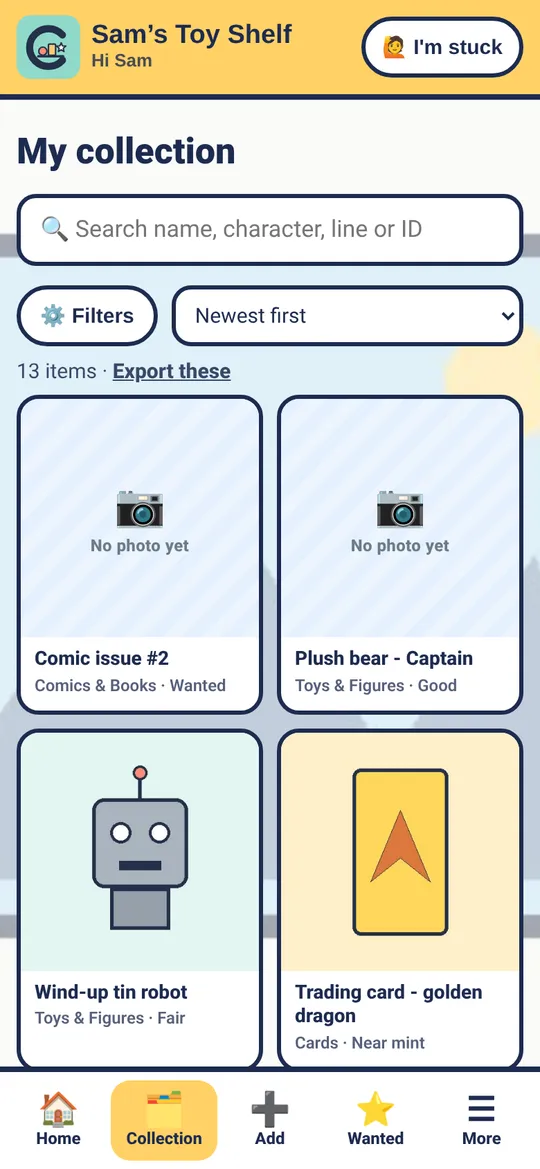 Sam’s Toy Shelf
Hi Sam
🙋 I'm stuck
My collection
🔍 Search name, character, line or ID
⚙️ Filters
Newest first
13 items · Export these
No photo yet
No photo yet
Comic issue #2
Comics & Books · Wanted
Plush bear - Captain
Toys & Figures · Good
Wind-up tin robot
Toys & Figures · Fair
Trading card - golden
dragon
Cards · Near mint
Home
Collection
Add
Wanted
More